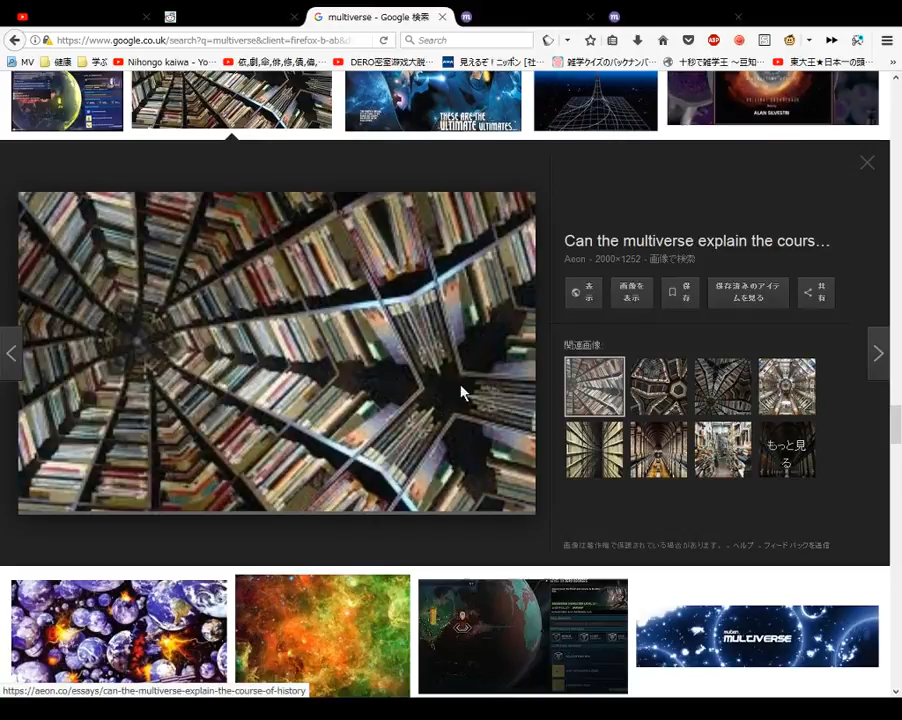 multiverse - Google 検索
https://www.google.co.uk/search?q=multiverse&client=firefox-b-ab&d
Search
ABP
MV
健康
学ぶ
Nihongo kaiwa - Yo...
DERO密室游戏大脱...
見えるぞ！ニッポン [社...
雑学クイズのバックナンバ...
十秒で雑学王 ～豆知...
東大王★日本一の頭...
THESE ARE THE
ULTIMATE ULTIMATES...
ALAN SILVESTRI
Can the multiverse explain the cours...
Aeon - 2000×1252 - 画像で検索
表示
画像を表示
保存
保存済みのアイテムを見る
共有
関連画像:
もっと見る
画像は著作権で保護されている場合があります。 - ヘルプ - フィードバックを送信
MULTIVERSE
https://aeon.co/essays/can-the-multiverse-explain-the-course-of-history